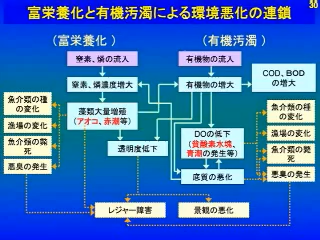 30
富栄養化と有機汚濁による環境悪化の連鎖
（富栄養化 ）
（有機汚濁 ）
窒素、燐の流入
有機物の流入
窒素、燐濃度増大
有機物の増大
COD、BOD
の増大
魚介類の種
の変化
漁場の変化
魚介類の斃
死
悪臭の発生
藻類大量増殖
（アオコ、赤潮等）
透明度低下
DOの低下
（貧酸素水塊、
青潮の発生等）
底質の悪化
魚介類の種
の変化
漁場の変化
魚介類の斃
死
悪臭の発生
レジャー障害
景観の悪化